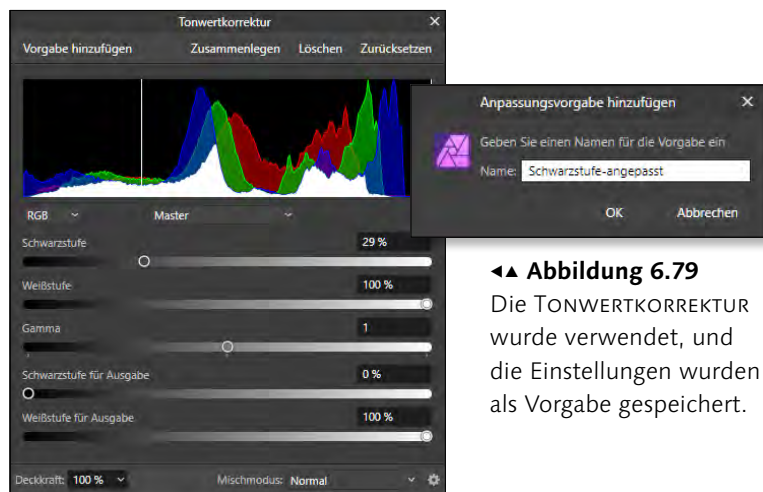 Tonwertkorrektur
Vorgabe hinzufügen Zusammenlegen Löschen Zurücksetzen
RGB Master
Schwarzstufe 29 %
Weißstufe 100 %
Gamma 1
Schwarzstufe für Ausgabe 0 %
Weißstufe für Ausgabe 100 %
Deckkraft: 100 % Mischmodus: Normal
Anpassungsvorgabe hinzufügen
Geben Sie einen Namen für die Vorgabe ein
Name: Schwarzstufe-angepasst
OK Abbrechen
◂▴ Abbildung 6.79
Die TONWERTKORREKTUR
wurde verwendet, und
die Einstellungen wurden
als Vorgabe gespeichert.